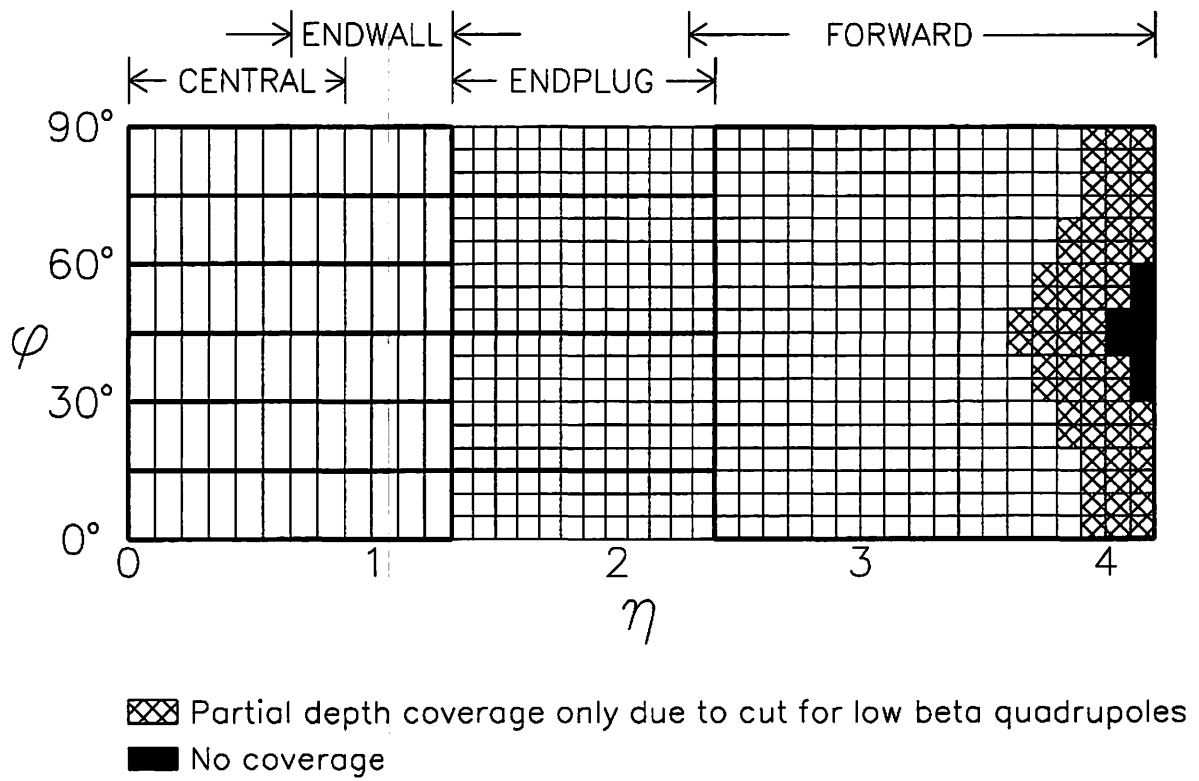 ENDWALL FORWARD
CENTRAL ENDPLUG
90°
60°
φ
30°
0°
0 1 2 3 4
η
Partial depth coverage only due to cut for low beta quadrupoles
No coverage